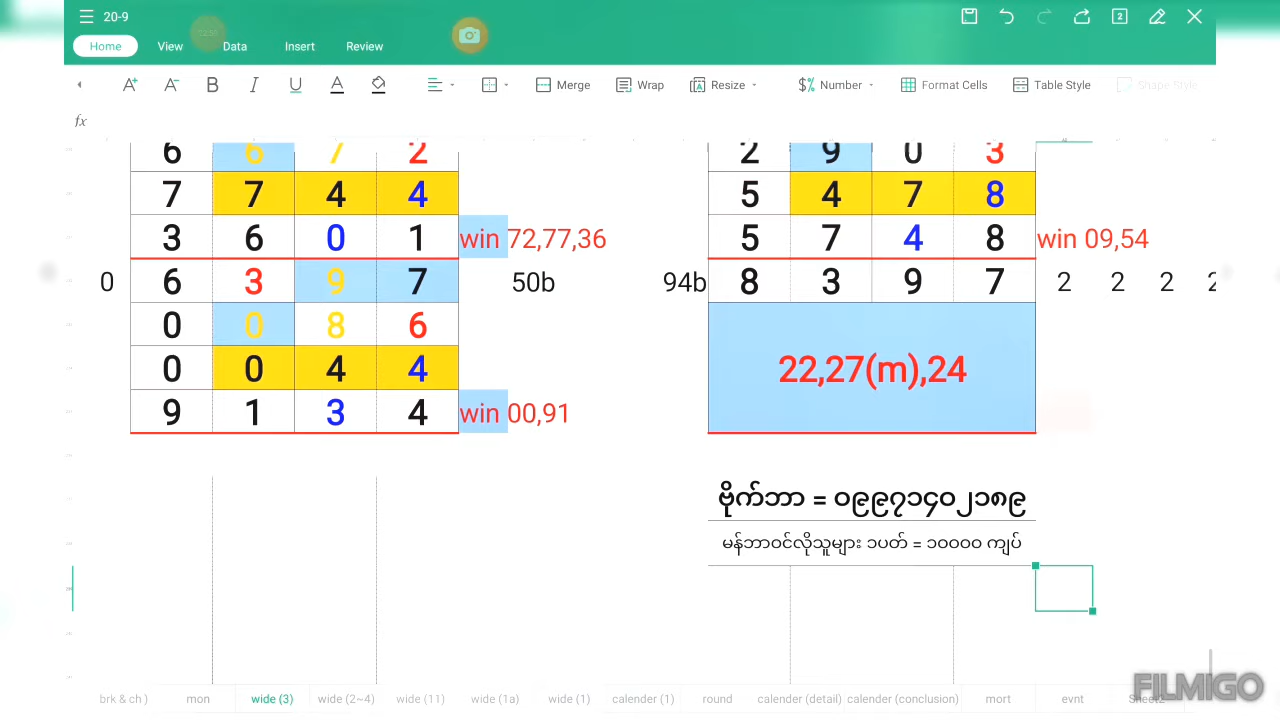 20-9
2
Home View Data Insert Review
A+ A- B I U A Merge Wrap Resize $% Number Format Cells Table Style Shape Style
fx
6 6 7 2 2 9 0 3
7 7 4 4 5 4 7 8
3 6 0 1 win 72,77,36 5 7 4 8 win 09,54
0 6 3 9 7 50b 94b 8 3 9 7 2 2 2 2
0 0 8 6
0 0 4 4 22,27(m),24
9 1 3 4 win 00,91
ဗိုက်ဘာ = ၀၉၉၇၁၄၀၂၁၈၉
မန်ဘာဝင်လိုသူများ ၁ပတ် = ၁၀၀၀၀ ကျပ်
brk & ch ) mon wide (3) wide (2~4) wide (11) wide (1a) wide (1) calender (1) round calender (detail) calender (conclusion) mort evnt Sheet2
FILMIGO